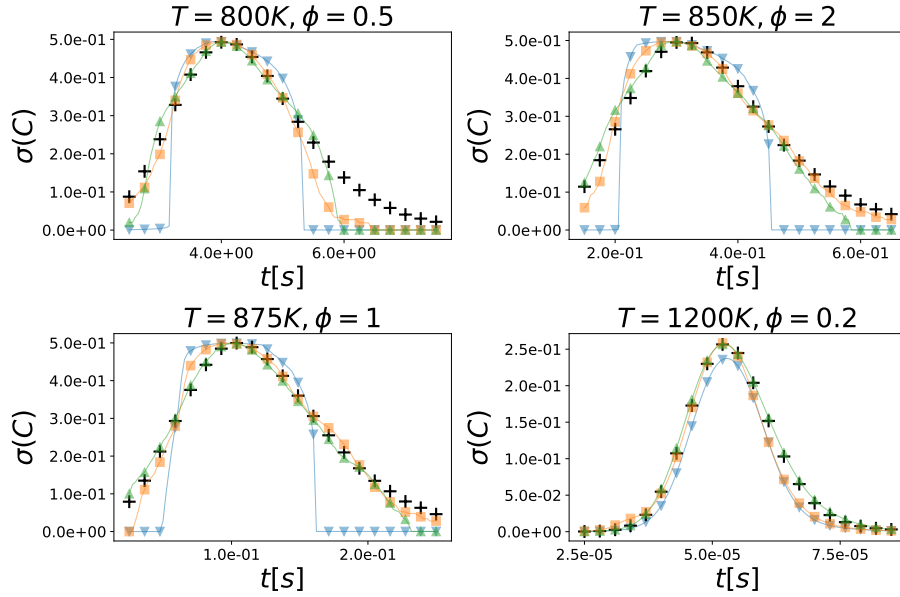 T = 800K, ϕ = 0.5
σ(C)
5.0e-01
4.0e-01
3.0e-01
2.0e-01
1.0e-01
0.0e+00
4.0e+00 6.0e+00
t[s]
T = 850K, ϕ = 2
σ(C)
5.0e-01
4.0e-01
3.0e-01
2.0e-01
1.0e-01
0.0e+00
2.0e-01 4.0e-01 6.0e-01
t[s]
T = 875K, ϕ = 1
σ(C)
5.0e-01
4.0e-01
3.0e-01
2.0e-01
1.0e-01
0.0e+00
1.0e-01 2.0e-01
t[s]
T = 1200K, ϕ = 0.2
σ(C)
2.5e-01
2.0e-01
1.5e-01
1.0e-01
5.0e-02
0.0e+00
2.5e-05 5.0e-05 7.5e-05
t[s]